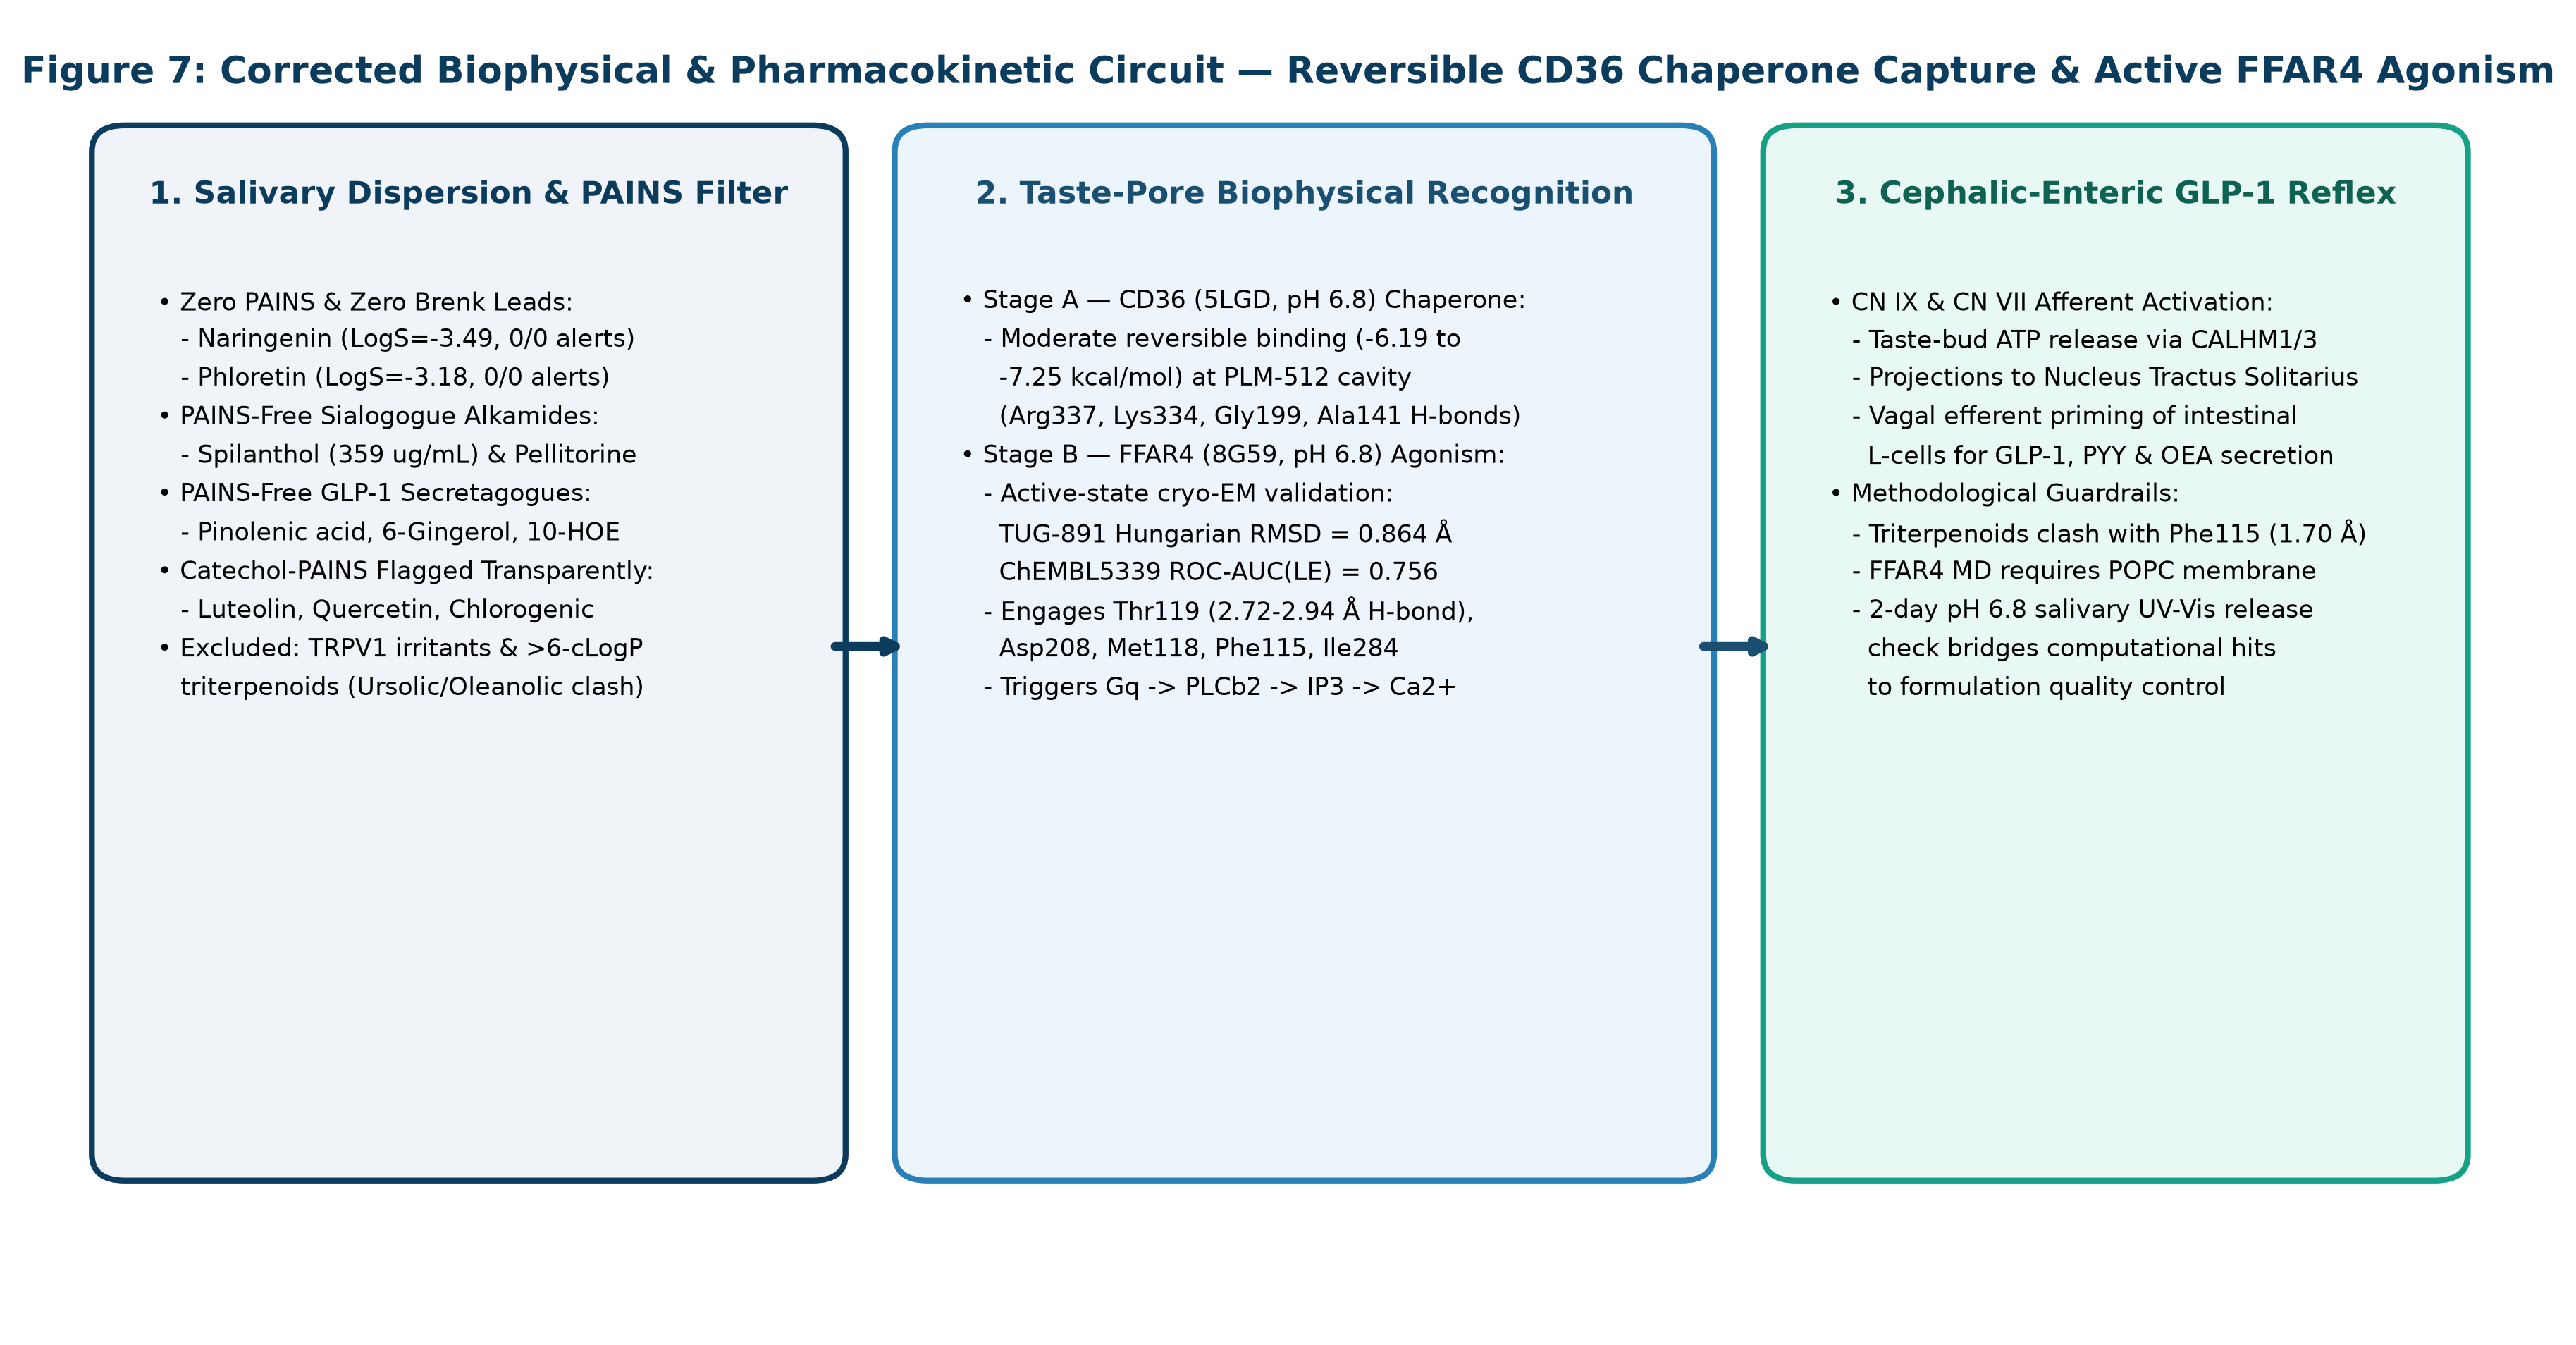 Figure 7: Corrected Biophysical & Pharmacokinetic Circuit — Reversible CD36 Chaperone Capture & Active FFAR4 Agonism
1. Salivary Dispersion & PAINS Filter
• Zero PAINS & Zero Brenk Leads:
- Naringenin (LogS=-3.49, 0/0 alerts)
- Phloretin (LogS=-3.18, 0/0 alerts)
• PAINS-Free Sialogogue Alkamides:
- Spilanthol (359 ug/mL) & Pellitorine
• PAINS-Free GLP-1 Secretagogues:
- Pinolenic acid, 6-Gingerol, 10-HOE
• Catechol-PAINS Flagged Transparently:
- Luteolin, Quercetin, Chlorogenic
• Excluded: TRPV1 irritants & >6-cLogP
triterpenoids (Ursolic/Oleanolic clash)
2. Taste-Pore Biophysical Recognition
• Stage A — CD36 (5LGD, pH 6.8) Chaperone:
- Moderate reversible binding (-6.19 to
-7.25 kcal/mol) at PLM-512 cavity
(Arg337, Lys334, Gly199, Ala141 H-bonds)
• Stage B — FFAR4 (8G59, pH 6.8) Agonism:
- Active-state cryo-EM validation:
TUG-891 Hungarian RMSD = 0.864 Å
ChEMBL5339 ROC-AUC(LE) = 0.756
- Engages Thr119 (2.72-2.94 Å H-bond),
Asp208, Met118, Phe115, Ile284
- Triggers Gq -> PLCb2 -> IP3 -> Ca2+
3. Cephalic-Enteric GLP-1 Reflex
• CN IX & CN VII Afferent Activation:
- Taste-bud ATP release via CALHM1/3
- Projections to Nucleus Tractus Solitarius
- Vagal efferent priming of intestinal
L-cells for GLP-1, PYY & OEA secretion
• Methodological Guardrails:
- Triterpenoids clash with Phe115 (1.70 Å)
- FFAR4 MD requires POPC membrane
- 2-day pH 6.8 salivary UV-Vis release
check bridges computational hits
to formulation quality control